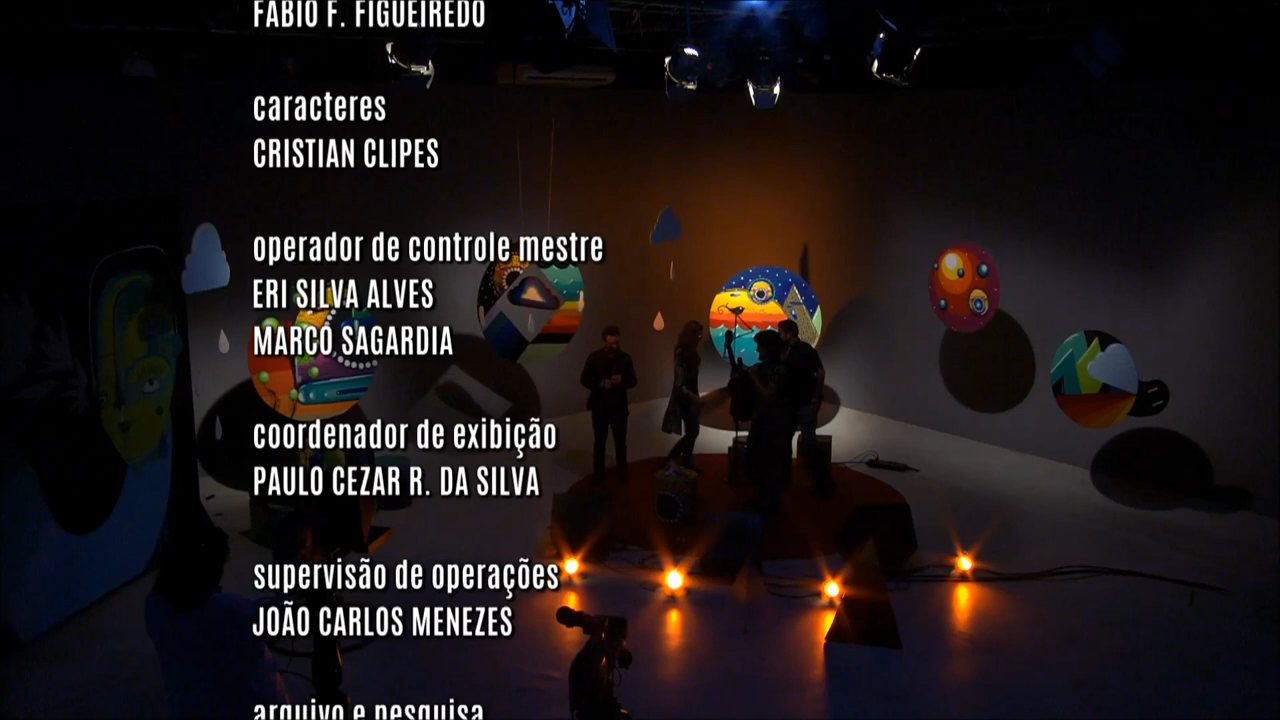 FABIO F. FIGUEIREDO
caracteres
CRISTIAN CLIPES
operador de controle mestre
ERI SILVA ALVES
MARCO SAGARDIA
coordenador de exibição
PAULO CEZAR R. DA SILVA
supervisão de operações
JOÃO CARLOS MENEZES
arquivo e pesquisa